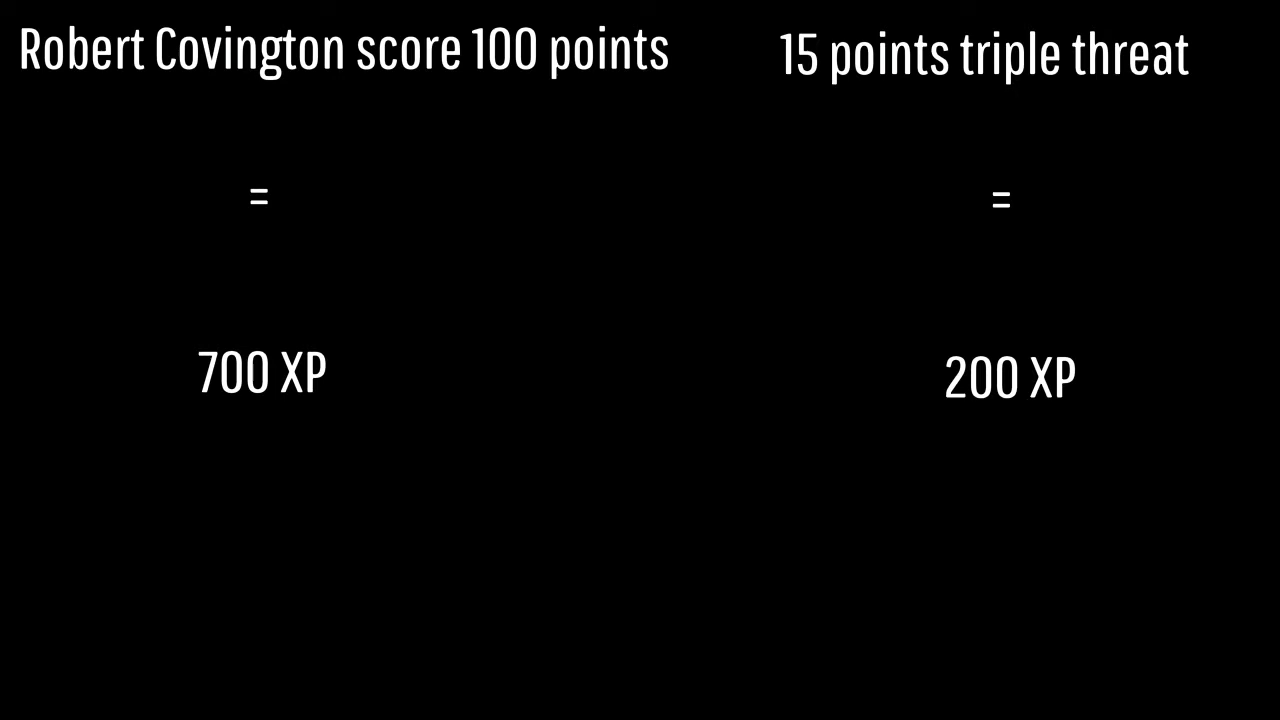 Robert Covington score 100 points
=
700 XP
15 points triple threat
=
200 XP